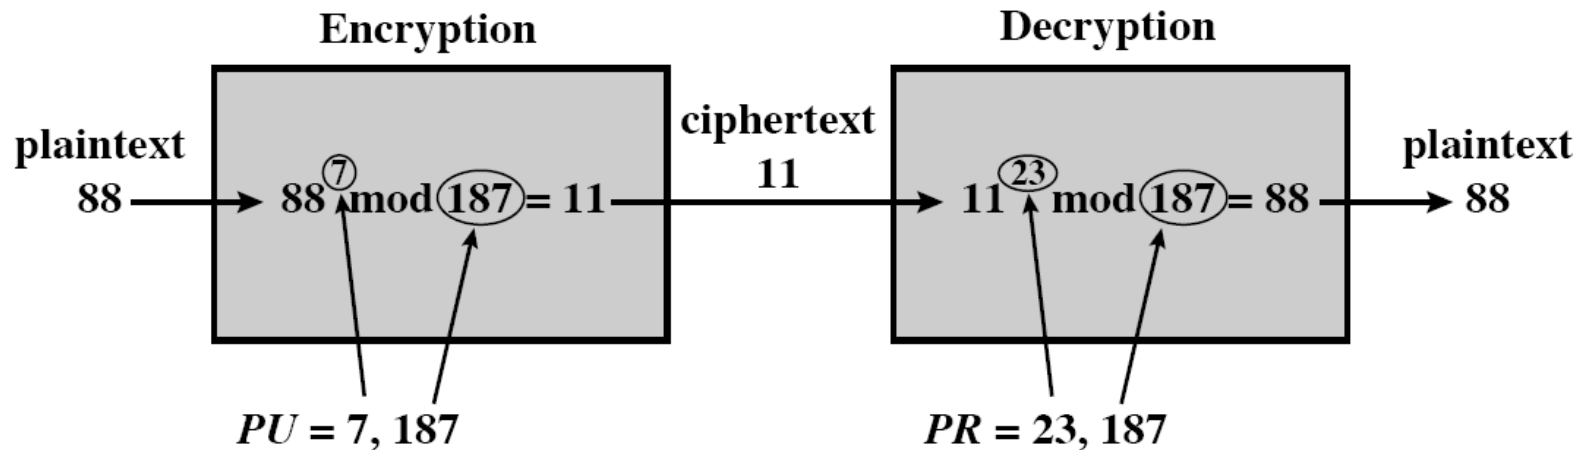 Encryption
Decryption
plaintext
88
88^7 mod 187 = 11
ciphertext
11
11^23 mod 187 = 88
plaintext
88
PU = 7, 187
PR = 23, 187